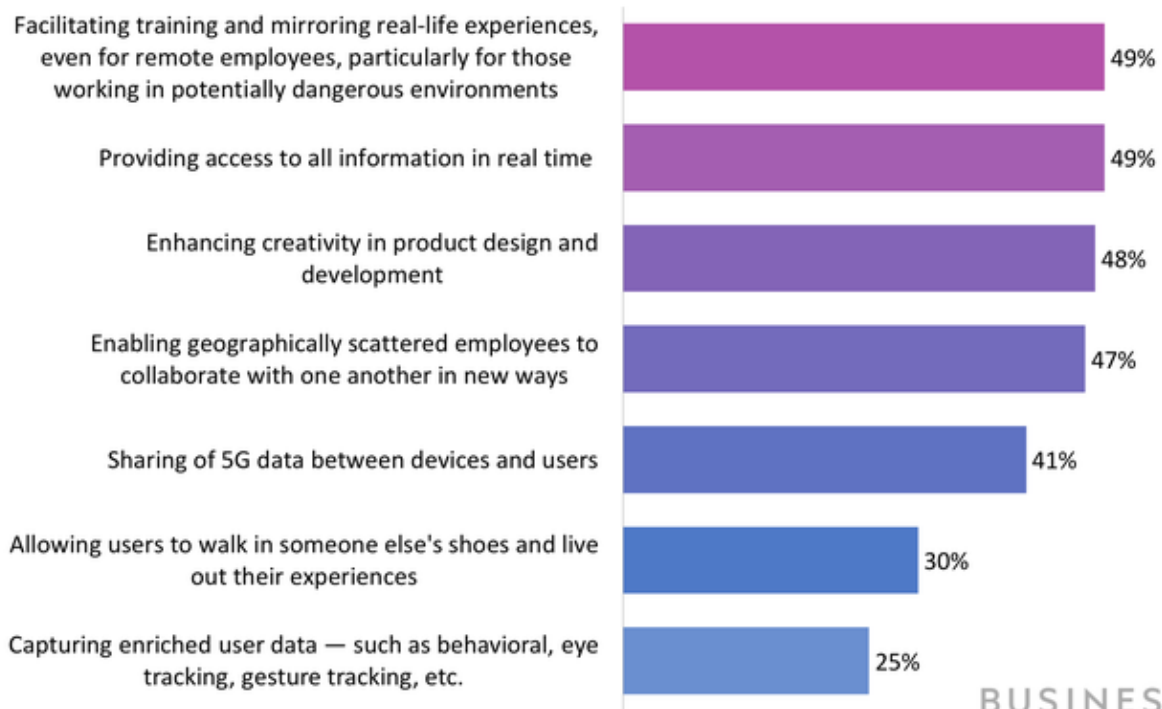 Facilitating training and mirroring real-life experiences,
even for remote employees, particularly for those
working in potentially dangerous environments
49%
Providing access to all information in real time
49%
Enhancing creativity in product design and
development
48%
Enabling geographically scattered employees to
collaborate with one another in new ways
47%
Sharing of 5G data between devices and users
41%
Allowing users to walk in someone else's shoes and live
out their experiences
30%
Capturing enriched user data — such as behavioral, eye
tracking, gesture tracking, etc.
25%
BUSINES